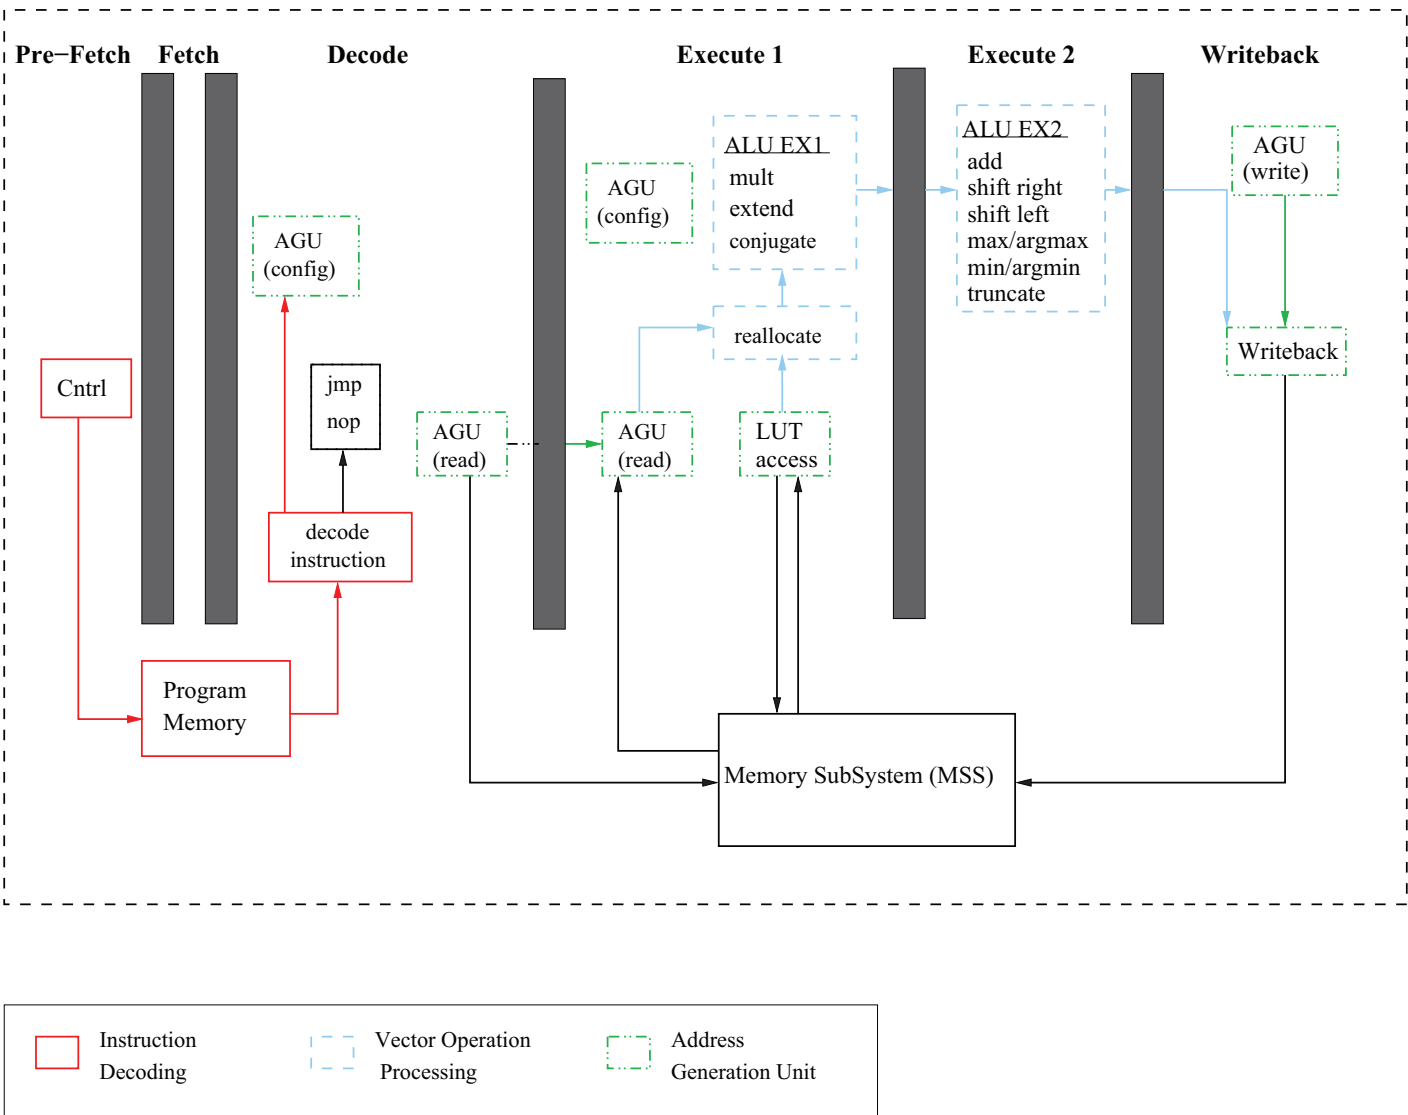 Pre−Fetch
Fetch
Decode
Execute 1
Execute 2
Writeback
Cntrl
Program
Memory
AGU
(config)
jmp
nop
decode
instruction
AGU
(read)
AGU
(config)
ALU EX1
mult
extend
conjugate
reallocate
AGU
(read)
LUT
access
ALU EX2
add
shift right
shift left
max/argmax
min/argmin
truncate
AGU
(write)
Writeback
Memory SubSystem (MSS)
Instruction
Decoding
Vector Operation
Processing
Address
Generation Unit